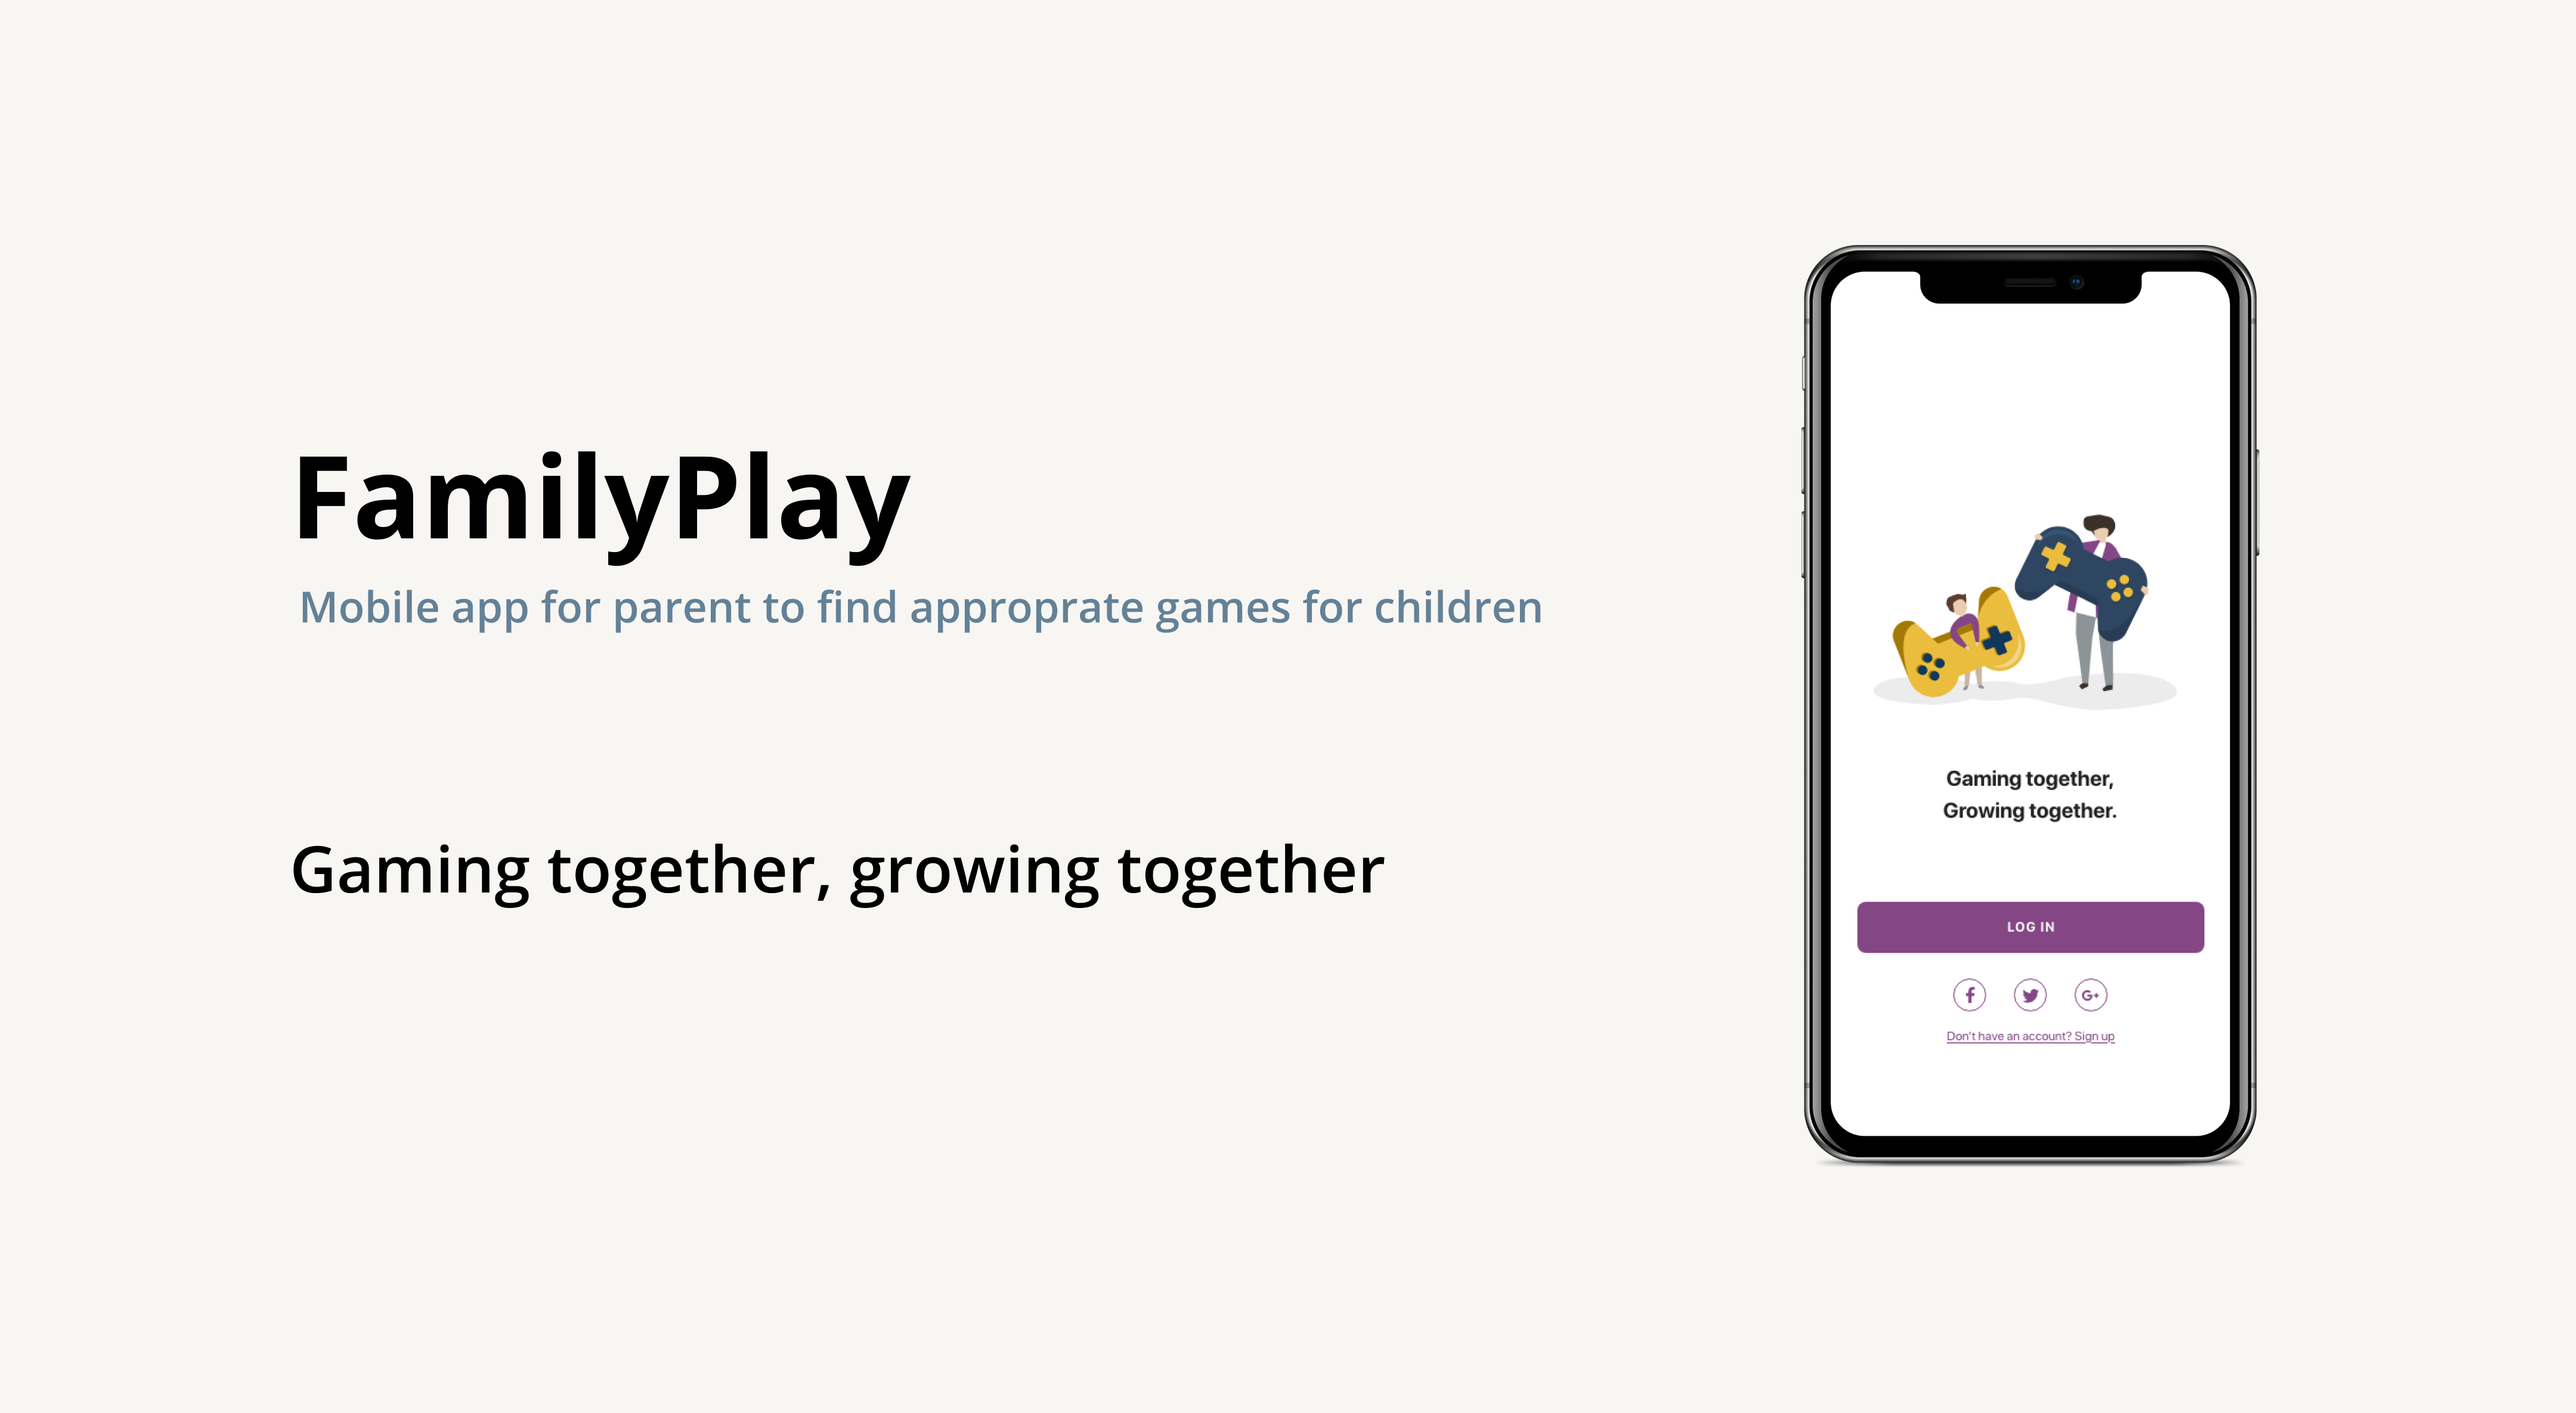 FamilyPlay
Mobile app for parent to find approprate games for children
Gaming together, growing together
Gaming together,
Growing together.
LOG IN
f
G+
Don't have an account? Sign up